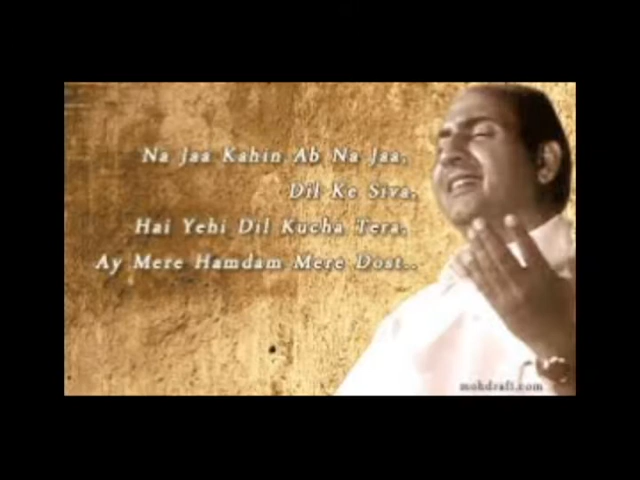 Na Jaa Kahin Ab Na Jaa,
Dil Ke Siva,
Hai Yehi Dil Kucha Tera,
Ay Mere Hamdam Mere Dost..
mohdrafi.com